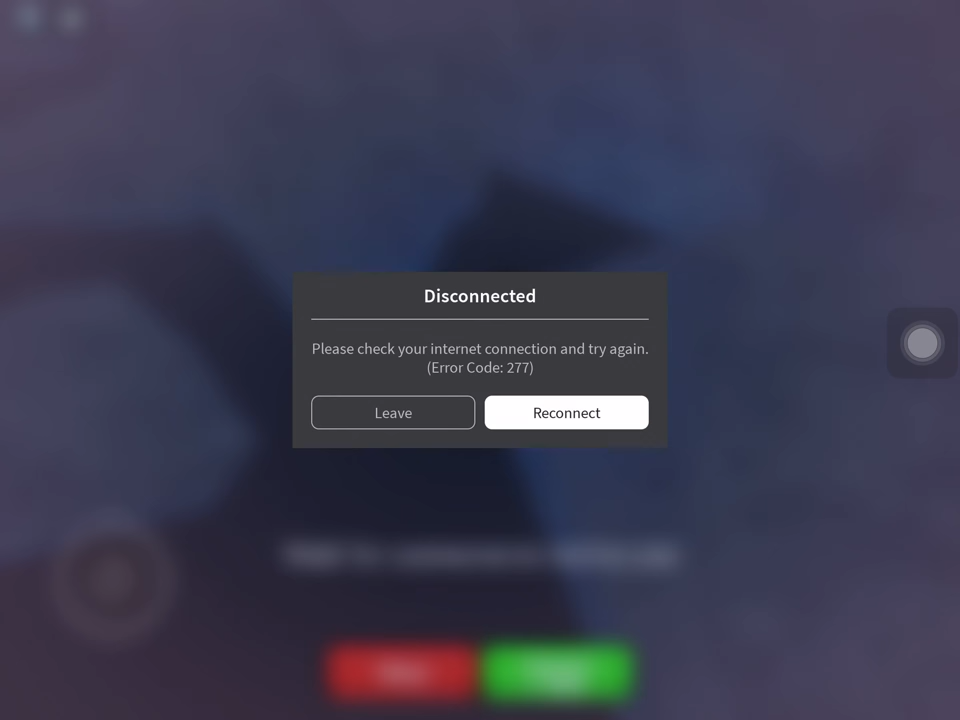 Disconnected
Please check your internet connection and try again.
(Error Code: 277)
Leave
Reconnect